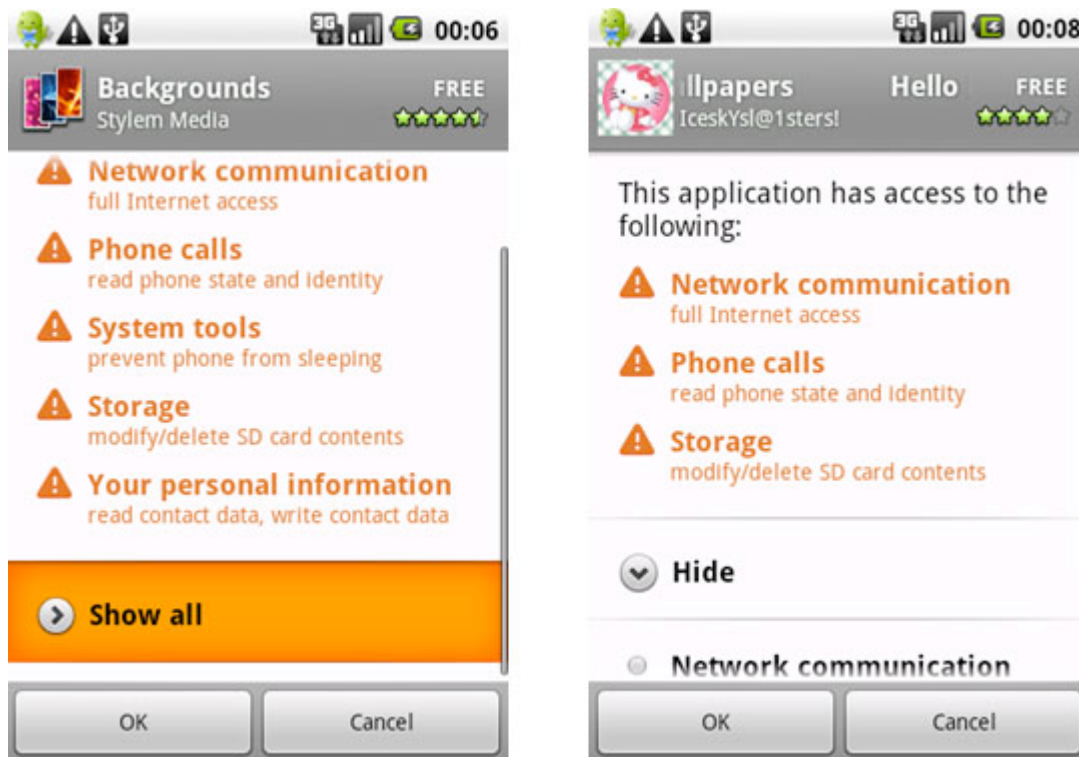 3G 00:06
Backgrounds FREE
Stylem Media
Network communication
full Internet access
Phone calls
read phone state and identity
System tools
prevent phone from sleeping
Storage
modify/delete SD card contents
Your personal information
read contact data, write contact data
Show all
OK Cancel
3G 00:08
llpapers Hello FREE
IceskYsl@1sters!
This application has access to the
following:
Network communication
full Internet access
Phone calls
read phone state and identity
Storage
modify/delete SD card contents
Hide
Network communication
OK Cancel